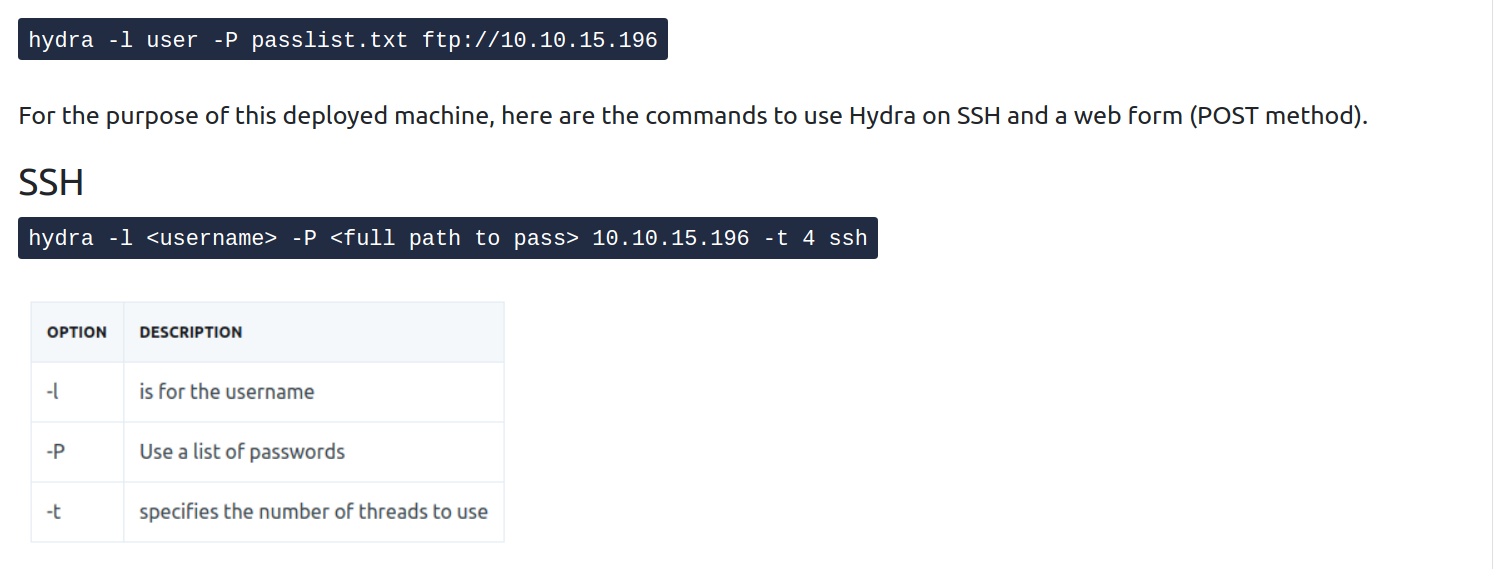 hydra -l user -P passlist.txt ftp://10.10.15.196
For the purpose of this deployed machine, here are the commands to use Hydra on SSH and a web form (POST method).
SSH
hydra -l <username> -P <full path to pass> 10.10.15.196 -t 4 ssh
OPTION DESCRIPTION
-l is for the username
-P Use a list of passwords
-t specifies the number of threads to use